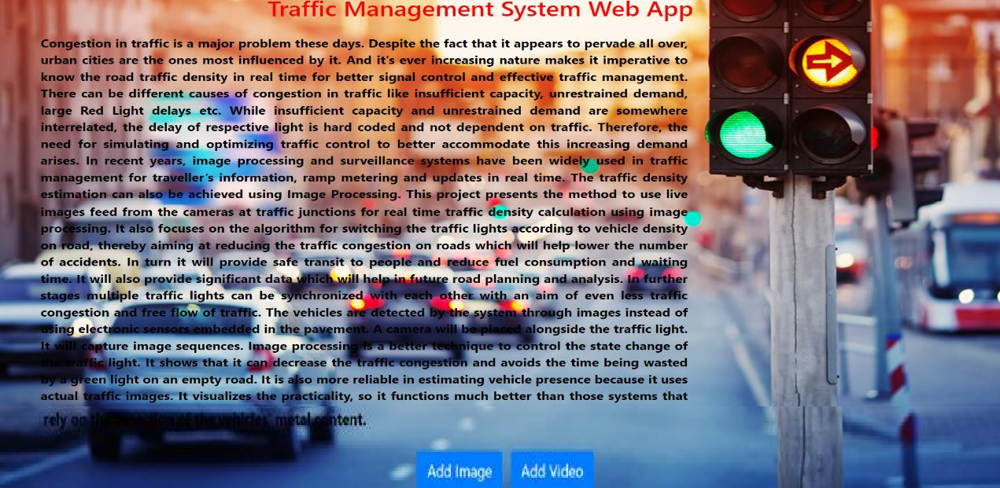 Traffic Management System Web App
Congestion in traffic is a major problem these days. Despite the fact that it appears to pervade all over,
urban cities are the ones most influenced by it. And it's ever increasing nature makes it imperative to
know the road traffic density in real time for better signal control and effective traffic management.
There can be different causes of congestion in traffic like insufficient capacity, unrestrained demand,
large Red Light delays etc. While insufficient capacity and unrestrained demand are somewhere
interrelated, the delay of respective light is hard coded and not dependent on traffic. Therefore, the
need for simulating and optimizing traffic control to better accommodate this increasing demand
arises. In recent years, image processing and surveillance systems have been widely used in traffic
management for traveller's information, ramp metering and updates in real time. The traffic density
estimation can also be achieved using Image Processing. This project presents the method to use live
images feed from the cameras at traffic junctions for real time traffic density calculation using image
processing. It also focuses on the algorithm for switching the traffic lights according to vehicle density
on road, thereby aiming at reducing the traffic congestion on roads which will help lower the number
of accidents. In turn it will provide safe transit to people and reduce fuel consumption and waiting
time. It will also provide significant data which will help in future road planning and analysis. In further
stages multiple traffic lights can be synchronized with each other with an aim of even less traffic
congestion and free flow of traffic. The vehicles are detected by the system through images instead of
using electronic sensors embedded in the pavement. A camera will be placed alongside the traffic light.
It will capture image sequences. Image processing is a better technique to control the state change of
the traffic light. It shows that it can decrease the traffic congestion and avoids the time being wasted
by a green light on an empty road. It is also more reliable in estimating vehicle presence because it uses
actual traffic images. It visualizes the practicality, so it functions much better than those systems that
rely on the detection of the vehicles' metal content.
Add Image Add Video